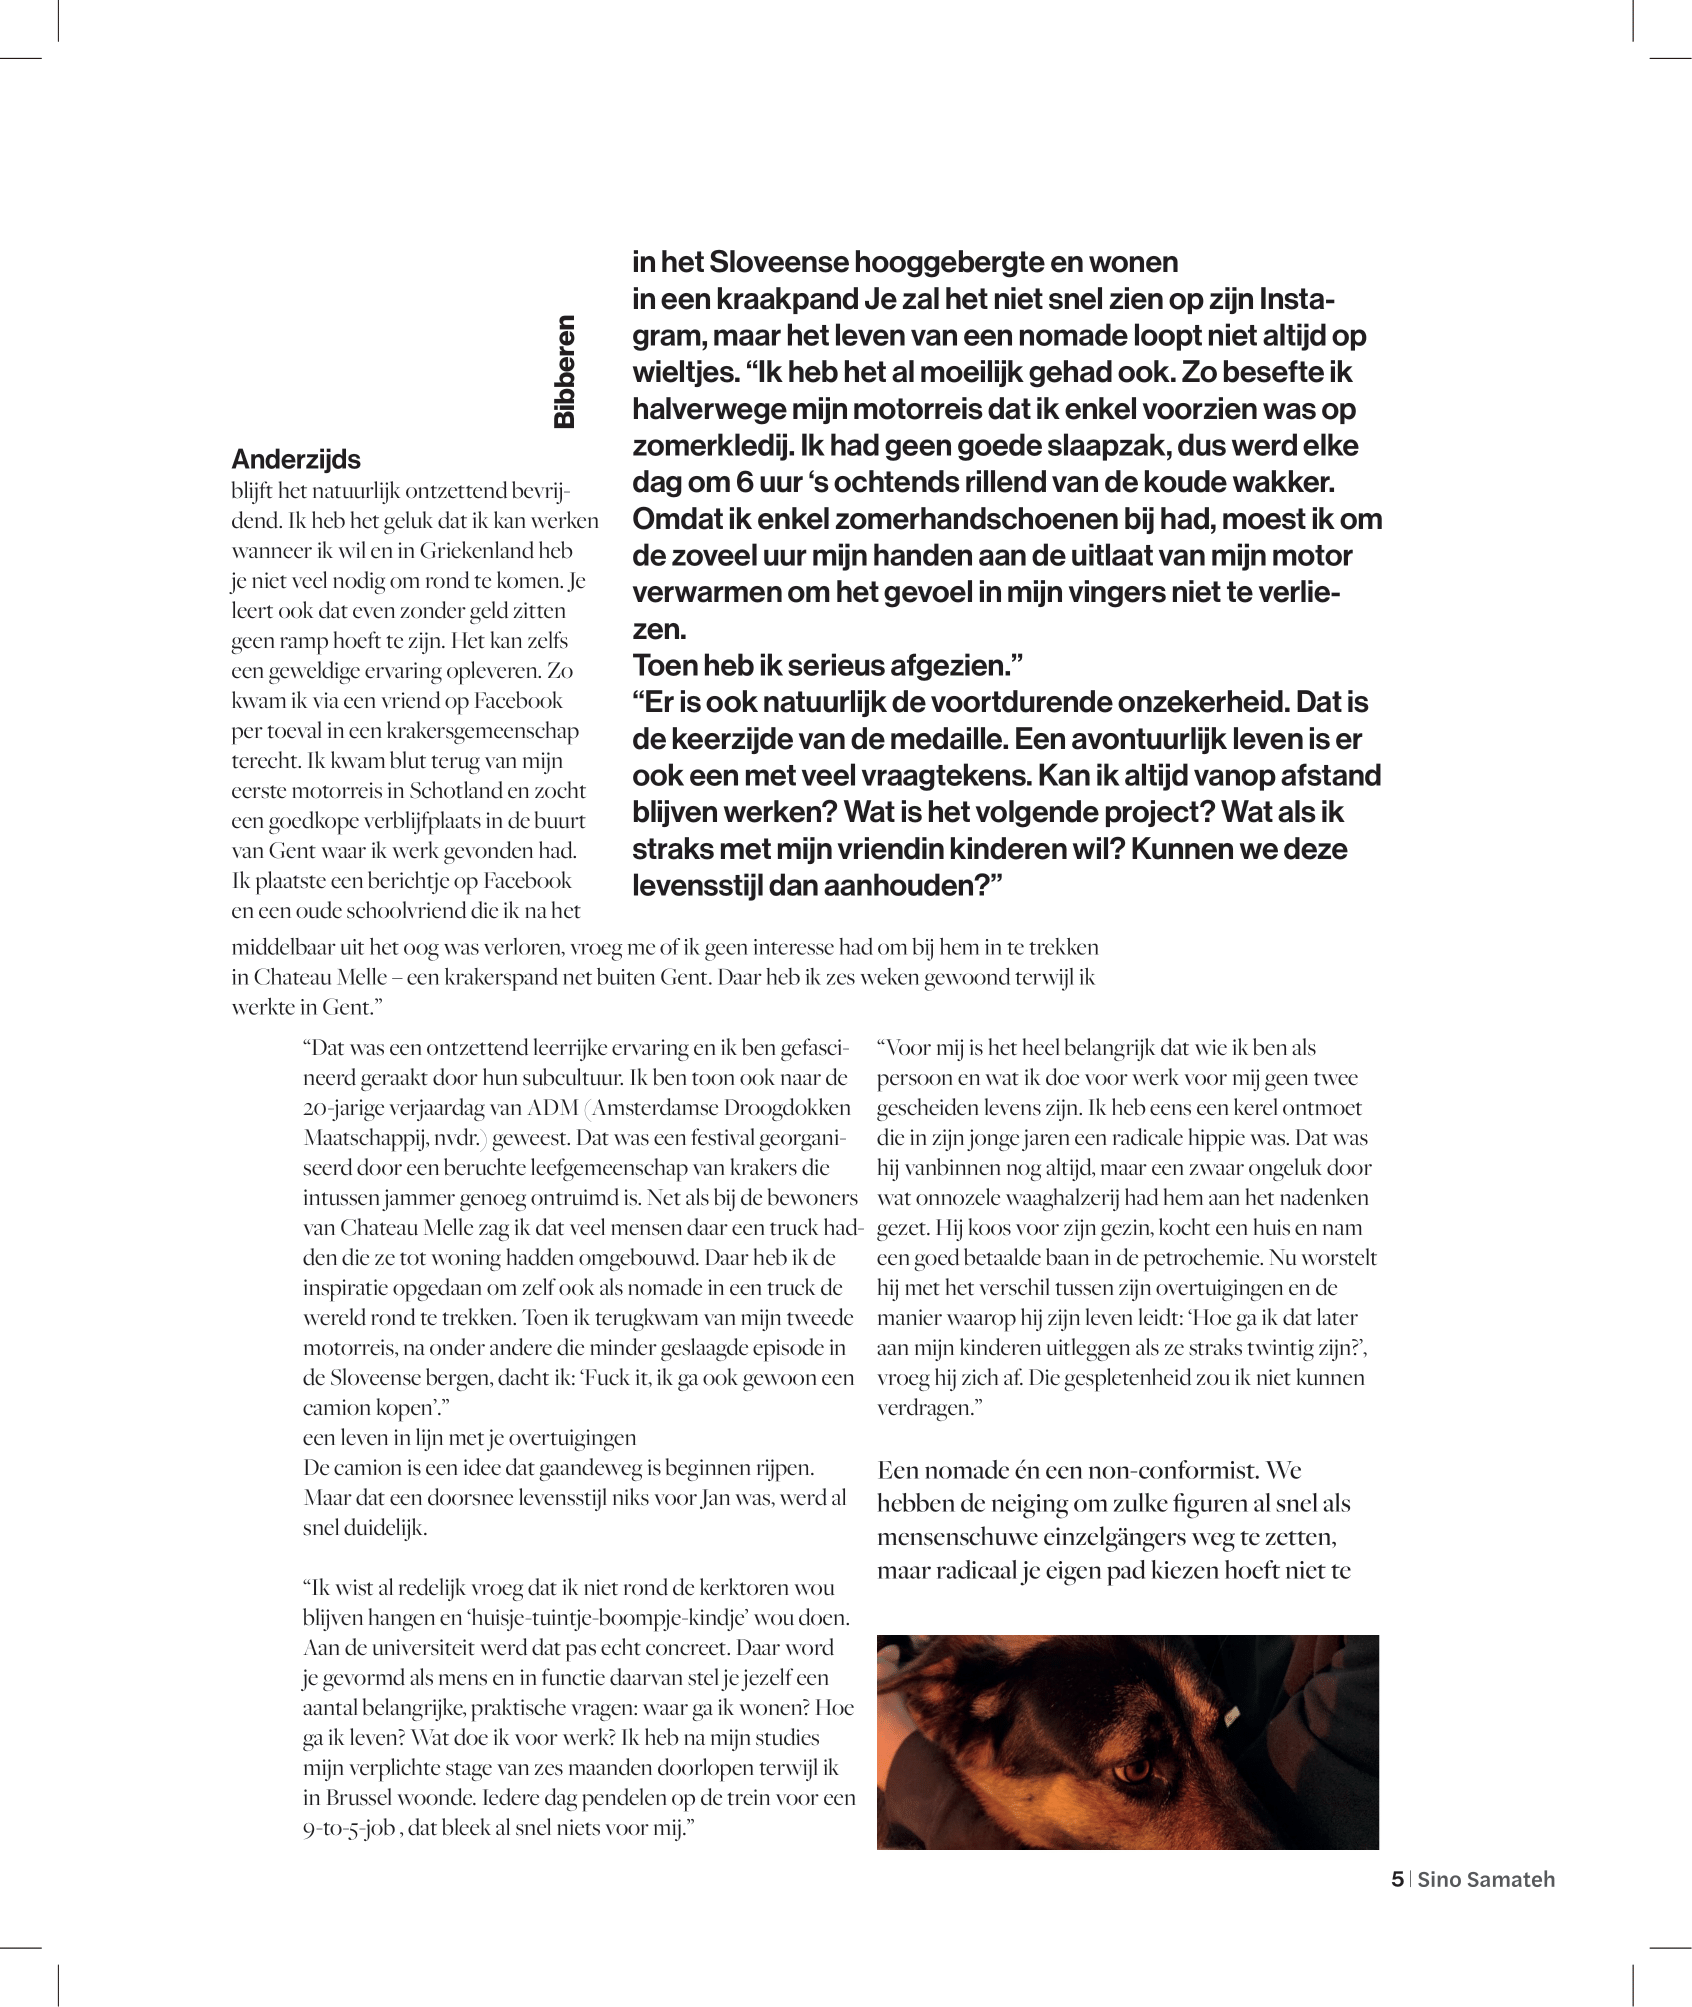 Bibberen
in het Sloveense hooggebergte en wonen
in een kraakpand Je zal het niet snel zien op zijn Insta-
gram, maar het leven van een nomade loopt niet altijd op
wieltjes. “Ik heb het al moeilijk gehad ook. Zo besefte ik
halverwege mijn motorreis dat ik enkel voorzien was op
zomerkledij. Ik had geen goede slaapzak, dus werd elke
dag om 6 uur ‘s ochtends rillend van de koude wakker.
Omdat ik enkel zomerhandschoenen bij had, moest ik om
de zoveel uur mijn handen aan de uitlaat van mijn motor
verwarmen om het gevoel in mijn vingers niet te verlie-
zen.
Toen heb ik serieus afgezien.”
“Er is ook natuurlijk de voortdurende onzekerheid. Dat is
de keerzijde van de medaille. Een avontuurlijk leven is er
ook een met veel vraagtekens. Kan ik altijd vanop afstand
blijven werken? Wat is het volgende project? Wat als ik
straks met mijn vriendin kinderen wil? Kunnen we deze
levensstijl dan aanhouden?”
Anderzijds
blijft het natuurlijk ontzettend bevrij-
dend. Ik heb het geluk dat ik kan werken
wanneer ik wil en in Griekenland heb
je niet veel nodig om rond te komen. Je
leert ook dat even zonder geld zitten
geen ramp hoeft te zijn. Het kan zelfs
een geweldige ervaring opleveren. Zo
kwam ik via een vriend op Facebook
per toeval in een krakersgemeenschap
terecht. Ik kwam blut terug van mijn
eerste motorreis in Schotland en zocht
een goedkope verblijfplaats in de buurt
van Gent waar ik werk gevonden had.
Ik plaatste een berichtje op Facebook
en een oude schoolvriend die ik na het
middelbaar uit het oog was verloren, vroeg me of ik geen interesse had om bij hem in te trekken
in Chateau Melle – een krakerspand net buiten Gent. Daar heb ik zes weken gewoond terwijl ik
werkte in Gent.”
“Dat was een ontzettend leerrijke ervaring en ik ben gefasci-
neerd geraakt door hun subcultuur. Ik ben toon ook naar de
20-jarige verjaardag van ADM (Amsterdamse Droogdokken
Maatschappij, nvdr.) geweest. Dat was een festival georgani-
seerd door een beruchte leefgemeenschap van krakers die
intussen jammer genoeg ontruimd is. Net als bij de bewoners
van Chateau Melle zag ik dat veel mensen daar een truck had-
den die ze tot woning hadden omgebouwd. Daar heb ik de
inspiratie opgedaan om zelf ook als nomade in een truck de
wereld rond te trekken. Toen ik terugkwam van mijn tweede
motorreis, na onder andere die minder geslaagde episode in
de Sloveense bergen, dacht ik: ‘Fuck it, ik ga ook gewoon een
camion kopen’.”
een leven in lijn met je overtuigingen
De camion is een idee dat gaandeweg is beginnen rijpen.
Maar dat een doorsnee levensstijl niks voor Jan was, werd al
snel duidelijk.
“Ik wist al redelijk vroeg dat ik niet rond de kerktoren wou
blijven hangen en ‘huisje-tuintje-boompje-kindje’ wou doen.
Aan de universiteit werd dat pas echt concreet. Daar word
je gevormd als mens en in functie daarvan stel je jezelf een
aantal belangrijke, praktische vragen: waar ga ik wonen? Hoe
ga ik leven? Wat doe ik voor werk? Ik heb na mijn studies
mijn verplichte stage van zes maanden doorlopen terwijl ik
in Brussel woonde. Iedere dag pendelen op de trein voor een
9-to-5-job , dat bleek al snel niets voor mij.”
“Voor mij is het heel belangrijk dat wie ik ben als
persoon en wat ik doe voor werk voor mij geen twee
gescheiden levens zijn. Ik heb eens een kerel ontmoet
die in zijn jonge jaren een radicale hippie was. Dat was
hij vanbinnen nog altijd, maar een zwaar ongeluk door
wat onnozele waaghalzerij had hem aan het nadenken
gezet. Hij koos voor zijn gezin, kocht een huis en nam
een goed betaalde baan in de petrochemie. Nu worstelt
hij met het verschil tussen zijn overtuigingen en de
manier waarop hij zijn leven leidt: ‘Hoe ga ik dat later
aan mijn kinderen uitleggen als ze straks twintig zijn?’,
vroeg hij zich af. Die gespletenheid zou ik niet kunnen
verdragen.”
Een nomade én een non-conformist. We
hebben de neiging om zulke figuren al snel als
mensenschuwe einzelgängers weg te zetten,
maar radicaal je eigen pad kiezen hoeft niet te
5 | Sino Samateh